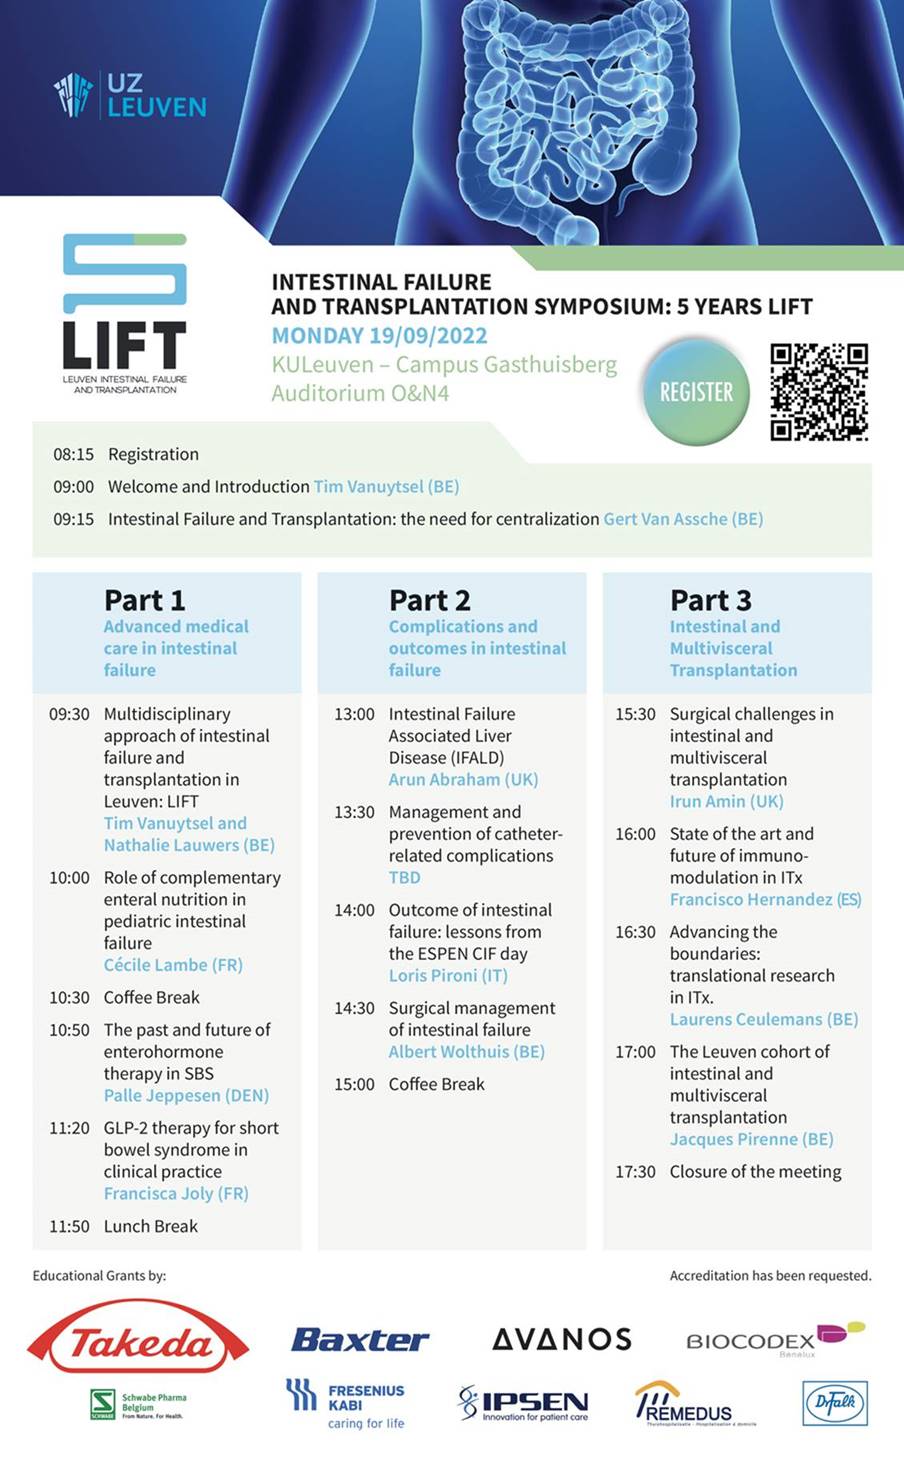 UZ
LEUVEN
LIFT
LEUVEN INTESTINAL FAILURE
AND TRANSPLANTATION
INTESTINAL FAILURE
AND TRANSPLANTATION SYMPOSIUM: 5 YEARS LIFT
MONDAY 19/09/2022
KULeuven – Campus Gasthuisberg
Auditorium O&N4
REGISTER
08:15 Registration
09:00 Welcome and Introduction Tim Vanuytsel (BE)
09:15 Intestinal Failure and Transplantation: the need for centralization Gert Van Assche (BE)
Part 1
Advanced medical
care in intestinal
failure
09:30 Multidisciplinary
approach of intestinal
failure and
transplantation in
Leuven: LIFT
Tim Vanuytsel and
Nathalie Lauwers (BE)
10:00 Role of complementary
enteral nutrition in
pediatric intestinal
failure
Cécile Lambe (FR)
10:30 Coffee Break
10:50 The past and future of
enterohormone
therapy in SBS
Palle Jeppesen (DEN)
11:20 GLP-2 therapy for short
bowel syndrome in
clinical practice
Francisca Joly (FR)
11:50 Lunch Break
Part 2
Complications and
outcomes in intestinal
failure
13:00 Intestinal Failure
Associated Liver
Disease (IFALD)
Arun Abraham (UK)
13:30 Management and
prevention of catheter-
related complications
TBD
14:00 Outcome of intestinal
failure: lessons from
the ESPEN CIF day
Loris Pironi (IT)
14:30 Surgical management
of intestinal failure
Albert Wolthuis (BE)
15:00 Coffee Break
Part 3
Intestinal and
Multivisceral
Transplantation
15:30 Surgical challenges in
intestinal and
multivisceral
transplantation
Irun Amin (UK)
16:00 State of the art and
future of immuno-
modulation in ITx
Francisco Hernandez (ES)
16:30 Advancing the
boundaries:
translational research
in ITx.
Laurens Ceulemans (BE)
17:00 The Leuven cohort of
intestinal and
multivisceral
transplantation
Jacques Pirenne (BE)
17:30 Closure of the meeting
Educational Grants by:
Accreditation has been requested.
Takeda
Baxter
AVANOS
BIOCODEX
Benelux
SCHWABE
Schwabe Pharma
Belgium
From Nature. For Health.
FRESENIUS
KABI
caring for life
IPSEN
Innovation for patient care
REMEDUS
Thuishospitalisatie - Hospitalisation à domicile
Dr Falk